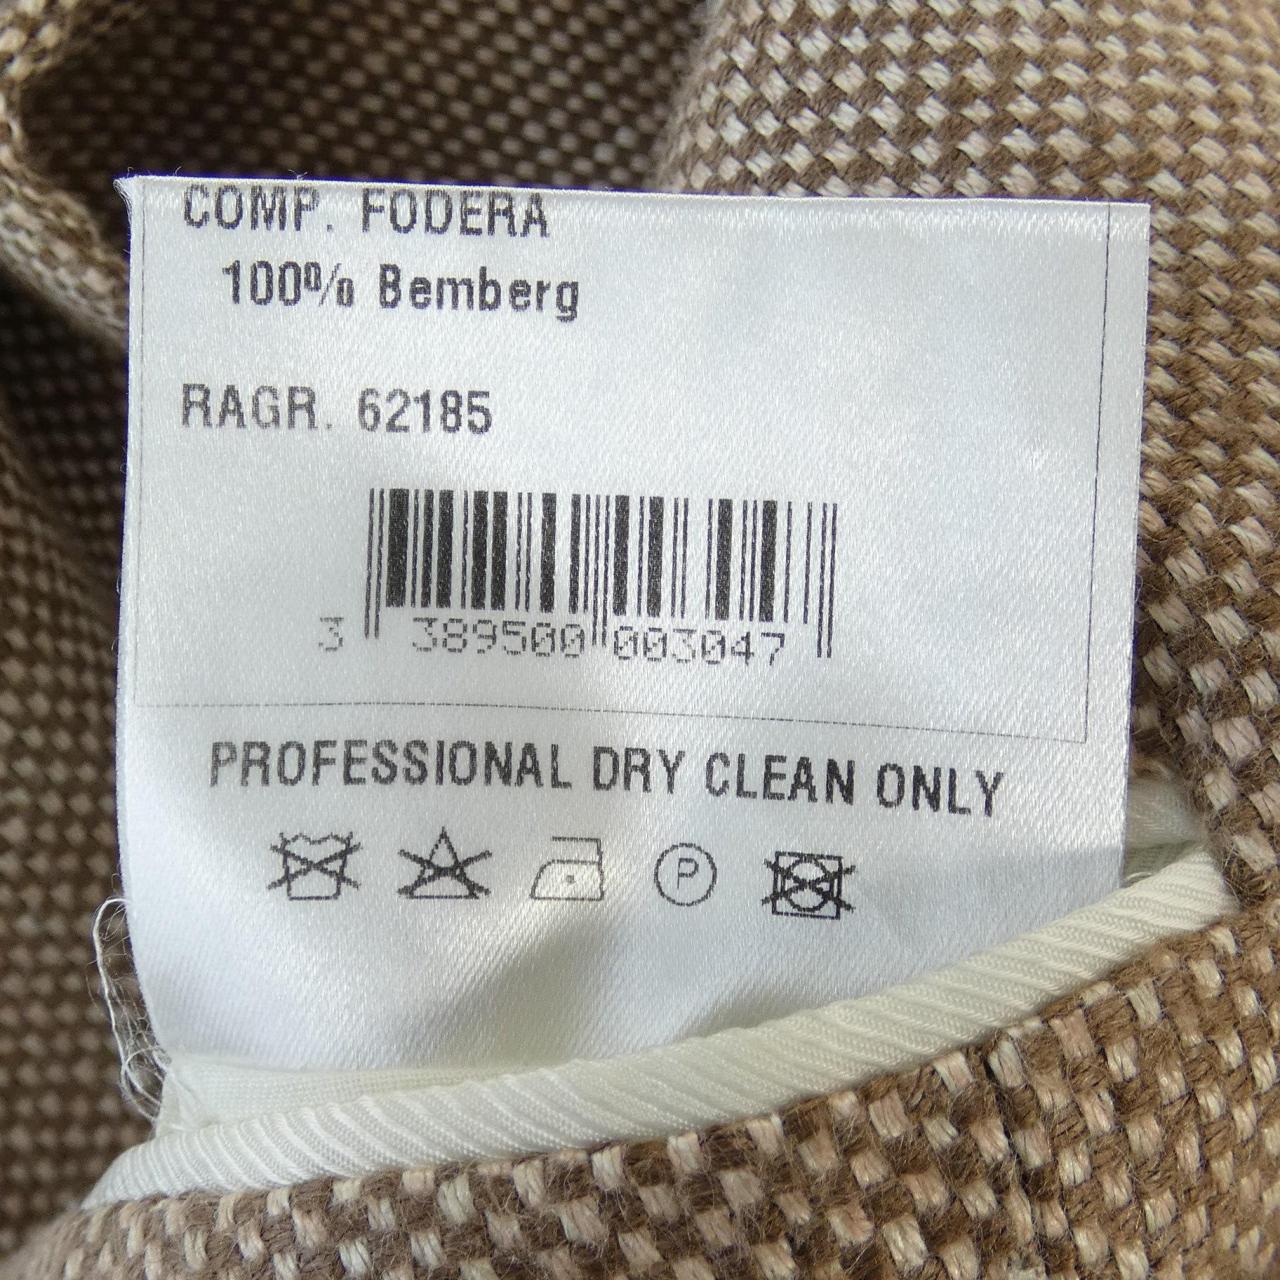 COMP. FODERA
100% Bemberg
RAGR. 62185
3 389500 003047
PROFESSIONAL DRY CLEAN ONLY
P